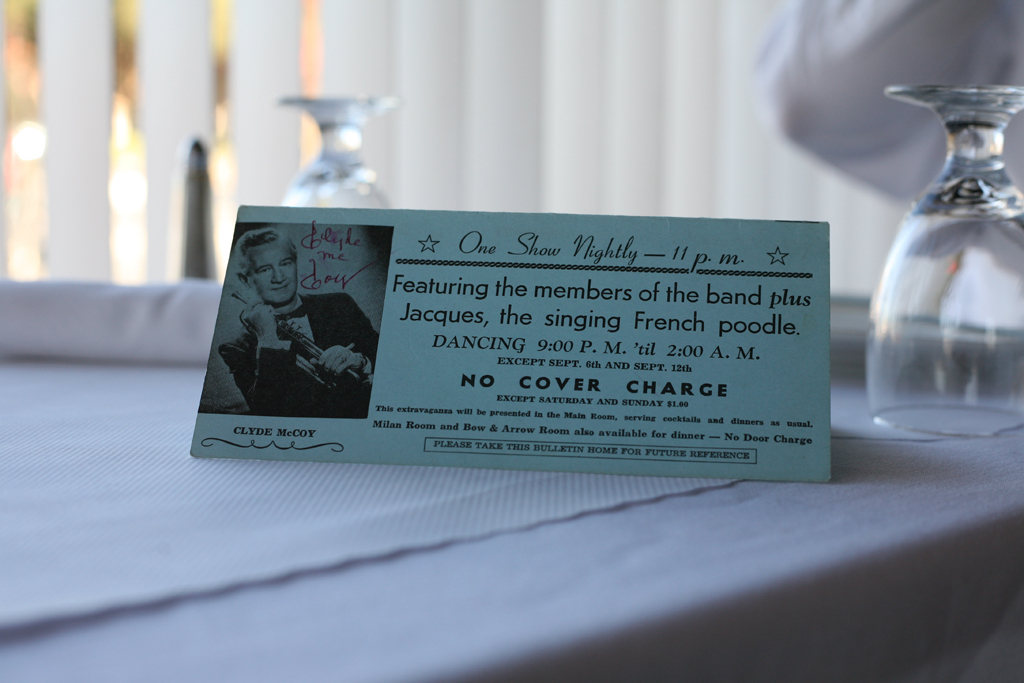 Clyde
Mc
Coy
CLYDE McCOY
One Show Nightly — 11 p. m.
Featuring the members of the band plus
Jacques, the singing French poodle.
DANCING 9:00 P. M. 'til 2:00 A. M.
EXCEPT SEPT. 6th AND SEPT. 12th
NO COVER CHARGE
EXCEPT SATURDAY AND SUNDAY $1.00
This extravaganza will be presented in the Main Room, serving cocktails and dinners as usual.
Milan Room and Bow & Arrow Room also available for dinner — No Door Charge
PLEASE TAKE THIS BULLETIN HOME FOR FUTURE REFERENCE